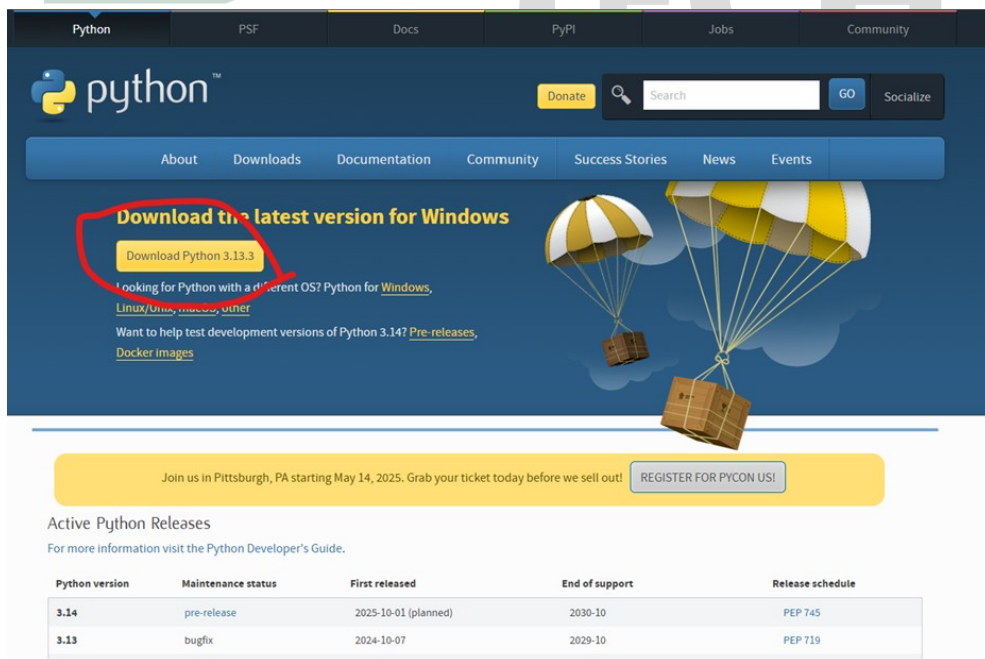 Python PSF Docs PyPI Jobs Community
python™
Donate Search GO Socialize
About Downloads Documentation Community Success Stories News Events
Download the latest version for Windows
Download Python 3.13.3
Looking for Python with a different OS? Python for Windows,
Linux/Unix, macOS, other
Want to help test development versions of Python 3.14? Pre-releases,
Docker images
Join us in Pittsburgh, PA starting May 14, 2025. Grab your ticket today before we sell out! REGISTER FOR PYCON US!
Active Python Releases
For more information visit the Python Developer's Guide.
Python version Maintenance status First released End of support Release schedule
3.14 pre-release 2025-10-01 (planned) 2030-10 PEP 745
3.13 bugfix 2024-10-07 2029-10 PEP 719